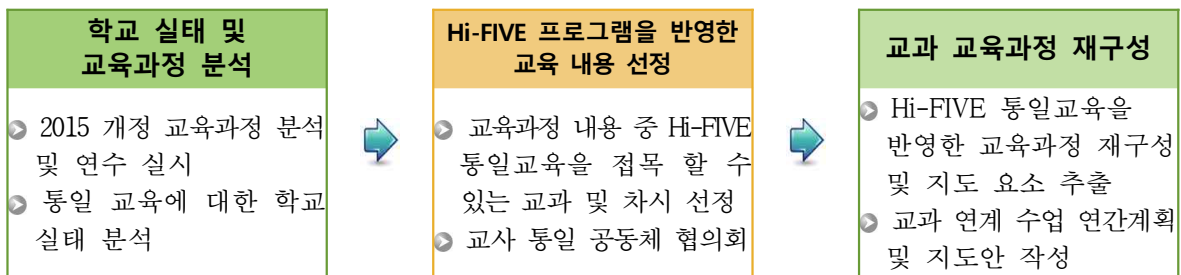 학교 실태 및
교육과정 분석
2015 개정 교육과정 분석
및 연수 실시
통일 교육에 대한 학교
실태 분석
Hi-FIVE 프로그램을 반영한
교육 내용 선정
교육과정 내용 중 Hi-FIVE
통일교육을 접목 할 수
있는 교과 및 차시 선정
교사 통일 공동체 협의회
교과 교육과정 재구성
Hi-FIVE 통일교육을
반영한 교육과정 재구성
및 지도 요소 추출
교과 연계 수업 연간계획
및 지도안 작성